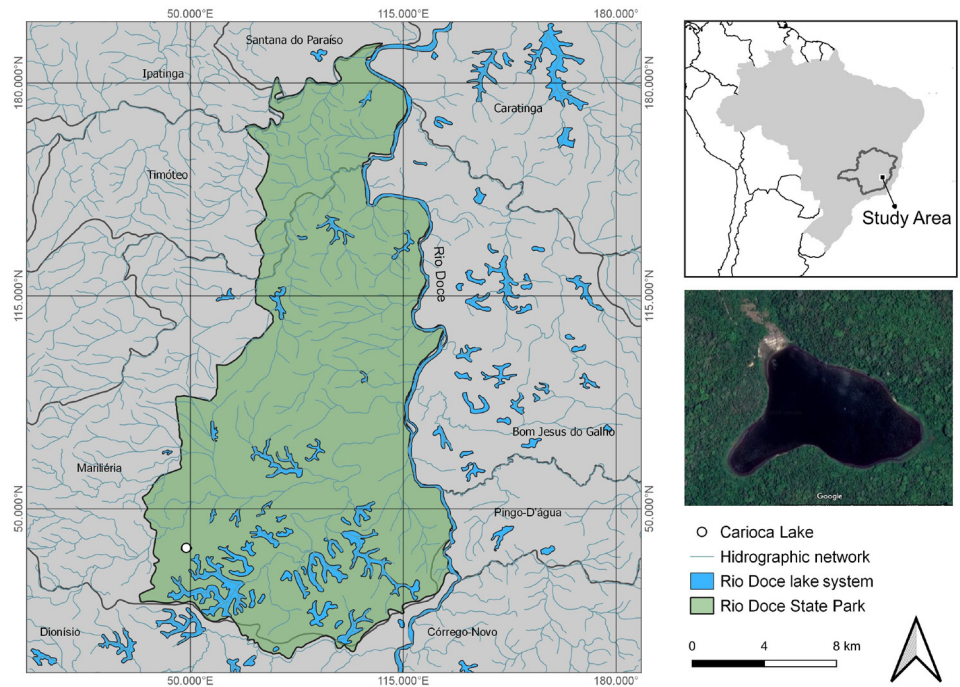 50.000°E
115.000°E
180.000°
Santana do Paraíso
Ipatinga
180.000°N
180.000°N
Caratinga
Timóteo
Study Area
Rio Doce
115.000°N
115.000°N
Bom Jesus do Galho
Marliéria
Google
50.000°N
50.000°N
Pingo-D'água
Carioca Lake
Hidrographic network
Rio Doce lake system
Rio Doce State Park
Dionísio
Córrego-Novo
0
4
8 km
50.000°E
115.000°E
180.000°E